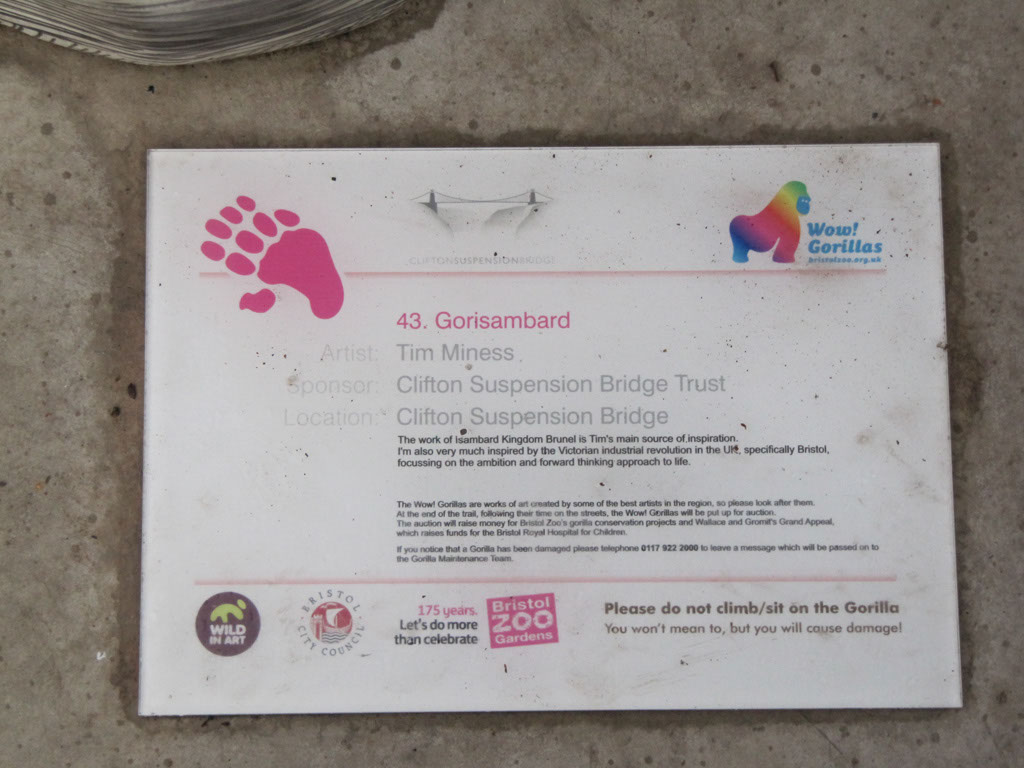 CLIFTONSUSPENSIONBRIDGE
Wow!
Gorillas
bristolzoo.org.uk
43. Gorisambard
Artist: Tim Miness
Sponsor: Clifton Suspension Bridge Trust
Location: Clifton Suspension Bridge
The work of Isambard Kingdom Brunel is Tim's main source of inspiration.
I'm also very much inspired by the Victorian industrial revolution in the UK, specifically Bristol,
focussing on the ambition and forward thinking approach to life.
The Wow! Gorillas are works of art created by some of the best artists in the region, so please look after them.
At the end of the trail, following their time on the streets, the Wow! Gorillas will be put up for auction.
The auction will raise money for Bristol Zoo's gorilla conservation projects and Wallace and Gromit's Grand Appeal,
which raises funds for the Bristol Royal Hospital for Children.
If you notice that a Gorilla has been damaged please telephone 0117 922 2000 to leave a message which will be passed on to
the Gorilla Maintenance Team.
WILD
IN ART
BRISTOL
CITY COUNCIL
175 years.
Let's do more
than celebrate
Bristol
ZOO
Gardens
Please do not climb/sit on the Gorilla
You won't mean to, but you will cause damage!